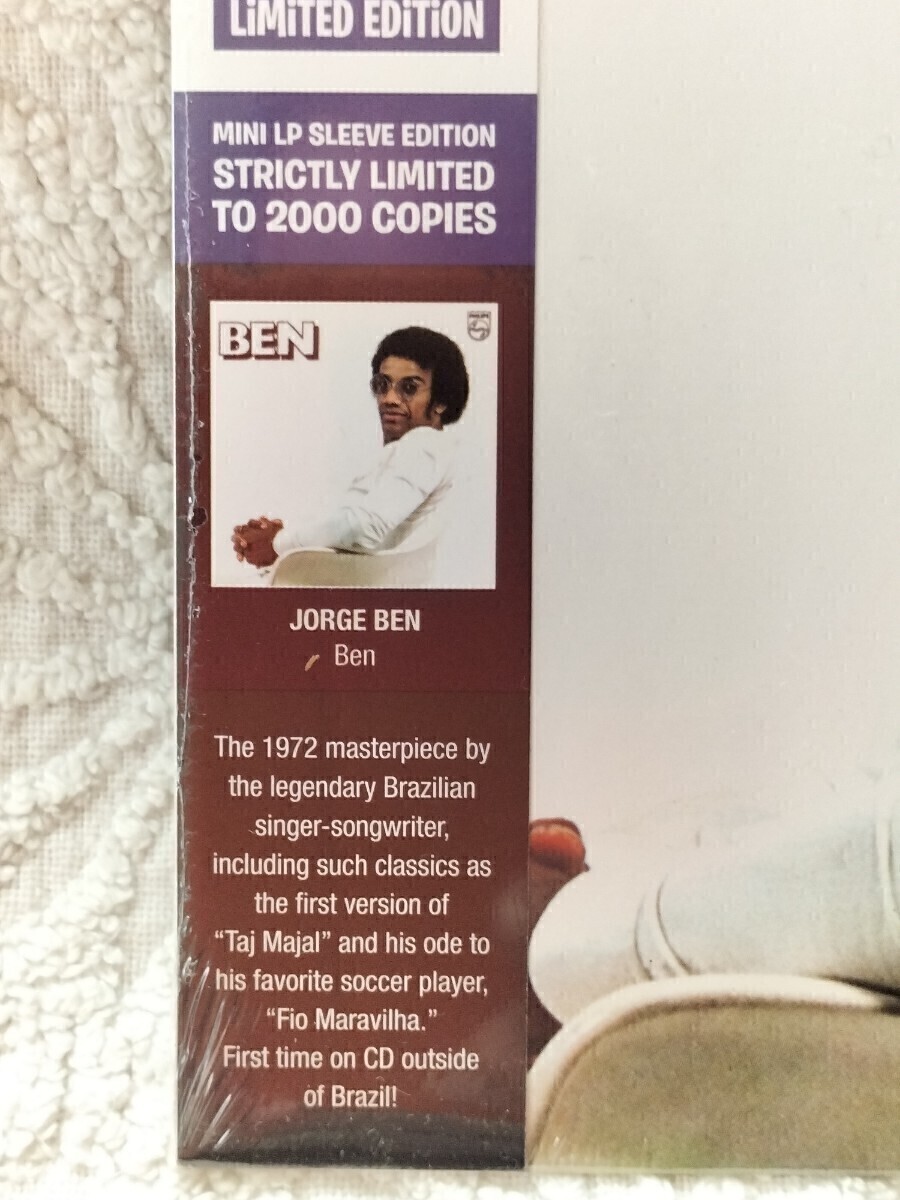 LiMiTED EDiTiON
MINI LP SLEEVE EDITION
STRICTLY LIMITED
TO 2000 COPIES
BEN
PHILIPS
JORGE BEN
Ben
The 1972 masterpiece by
the legendary Brazilian
singer-songwriter,
including such classics as
the first version of
“Taj Majal” and his ode to
his favorite soccer player,
“Fio Maravilha.”
First time on CD outside
of Brazil!